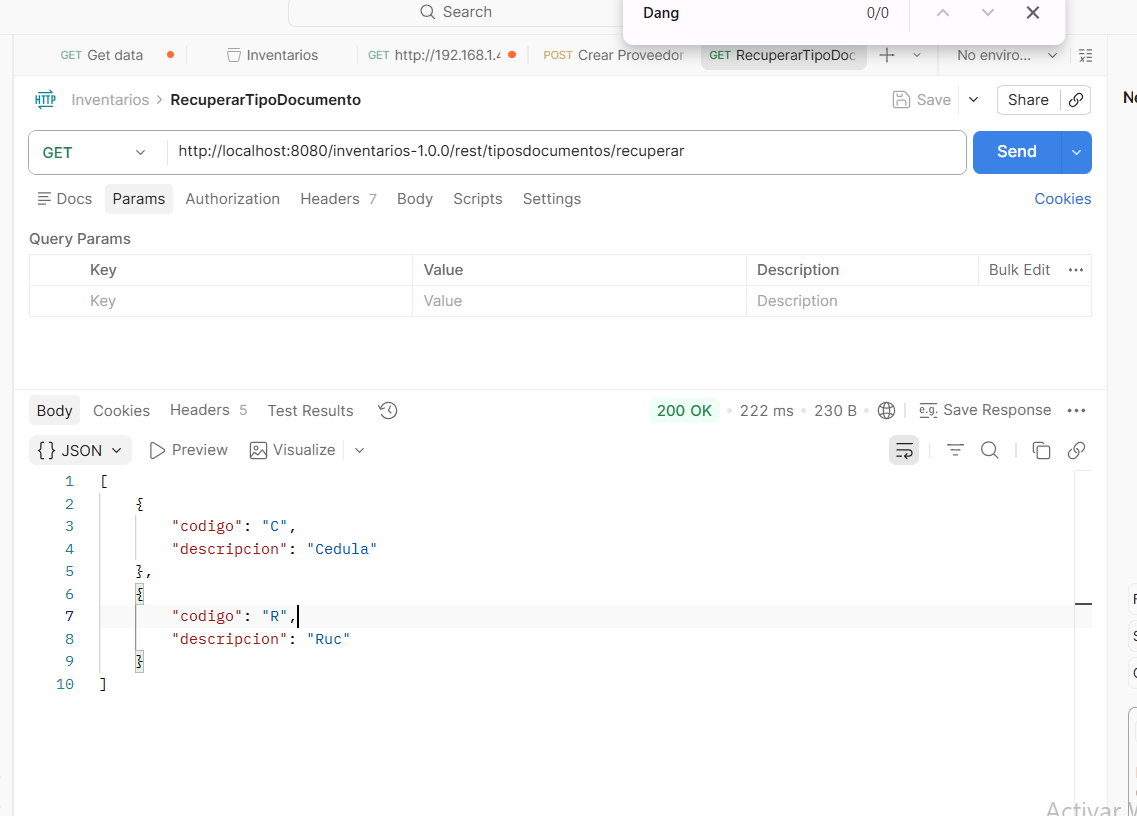 Search
Dang 0/0
GET Get data
Inventarios
GET http://192.168.1.4
POST Crear Proveedor
GET RecuperarTipoDoc
No enviro...
HTTP Inventarios > RecuperarTipoDocumento
Save
Share
GET http://localhost:8080/inventarios-1.0.0/rest/tiposdocumentos/recuperar
Send
Docs Params Authorization Headers 7 Body Scripts Settings Cookies
Query Params
Key Value Description Bulk Edit ...
Key Value Description
Body Cookies Headers 5 Test Results 200 OK • 222 ms • 230 B • e.g. Save Response ...
{} JSON Preview Visualize
1 [
2 {
3 "codigo": "C",
4 "descripcion": "Cedula"
5 },
6 {
7 "codigo": "R",
8 "descripcion": "Ruc"
9 }
10 ]
Activar